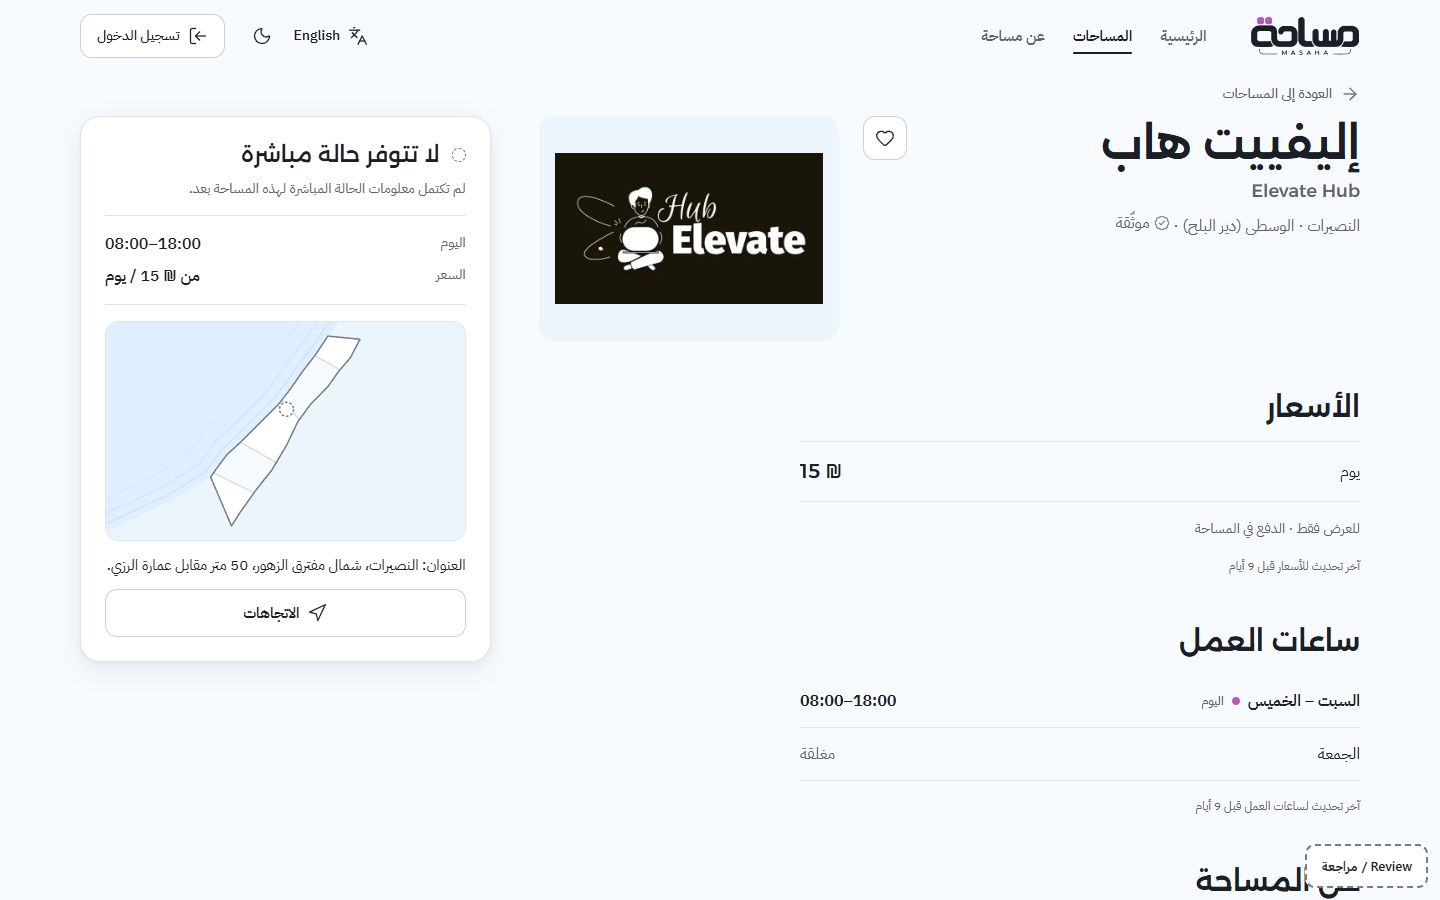 مساحة
MASAHA
الرئيسية
المساحات
عن مساحة
English
تسجيل الدخول
العودة إلى المساحات
إليفييت هاب
Elevate Hub
النصيرات · الوسطى (دير البلح) · موثّقة
Hub
Elevate
لا تتوفر حالة مباشرة
لم تكتمل معلومات الحالة المباشرة لهذه المساحة بعد.
اليوم 08:00–18:00
السعر من ₪ 15 / يوم
العنوان: النصيرات، شمال مفترق الزهور، 50 متر مقابل عمارة الرزي.
الاتجاهات
الأسعار
يوم ₪ 15
للعرض فقط · الدفع في المساحة
آخر تحديث للأسعار قبل 9 أيام
ساعات العمل
السبت – الخميس اليوم 08:00–18:00
الجمعة مغلقة
آخر تحديث لساعات العمل قبل 9 أيام
المساحة
مراجعة / Review